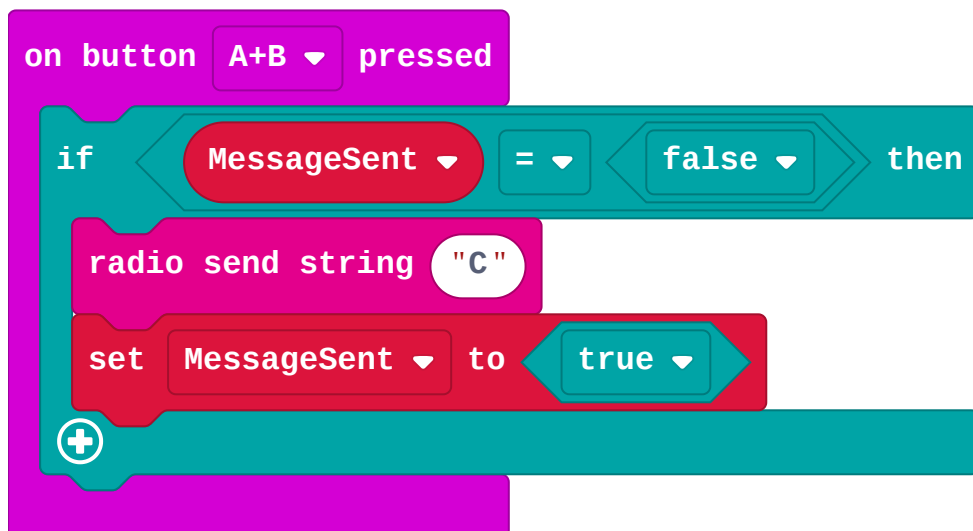 on button A+B pressed
if MessageSent = false then
radio send string "C"
set MessageSent to true